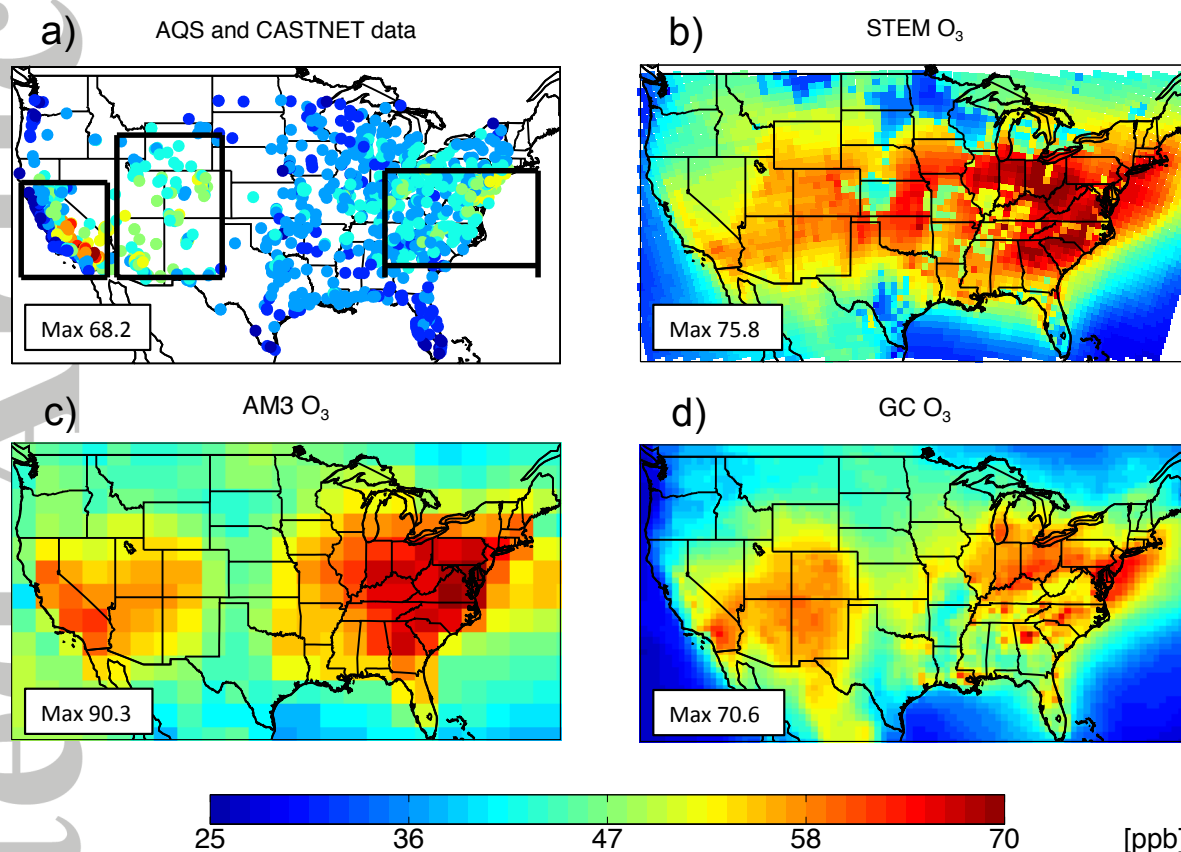 a) AQS and CASTNET data
b) STEM O₃
Max 68.2
Max 75.8
c) AM3 O₃
d) GC O₃
Max 90.3
Max 70.6
25 36 47 58 70 [ppb]